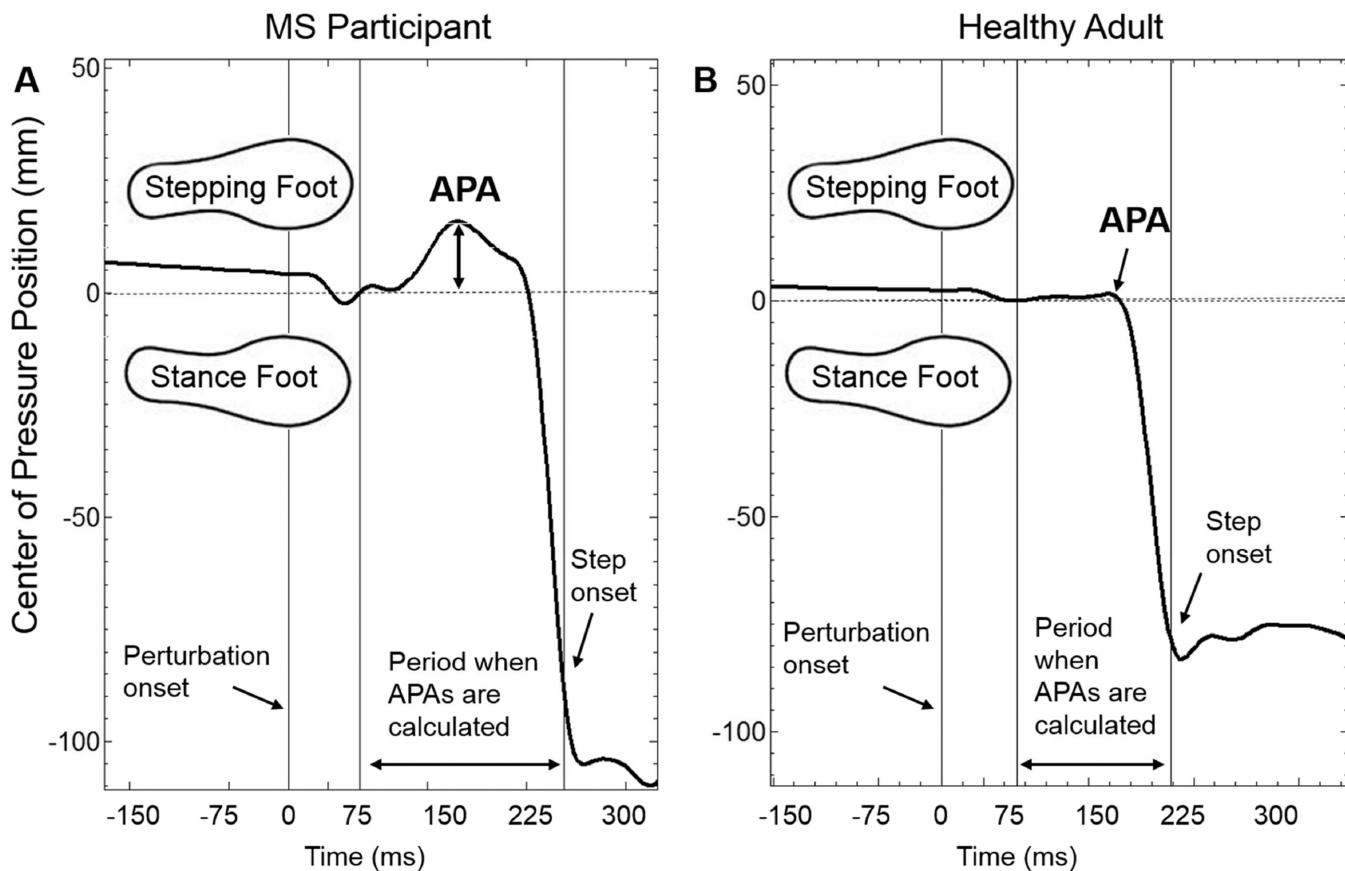 MS Participant
Healthy Adult
A
B
Center of Pressure Position (mm)
50
0
-50
-100
Stepping Foot
APA
Stance Foot
Step
onset
Perturbation
onset
Period when
APAs are
calculated
-150
-75
0
75
150
225
300
Time (ms)
50
0
-50
-100
Stepping Foot
APA
Stance Foot
Step
onset
Perturbation
onset
Period
when
APAs are
calculated
-150
-75
0
75
150
225
300
Time (ms)